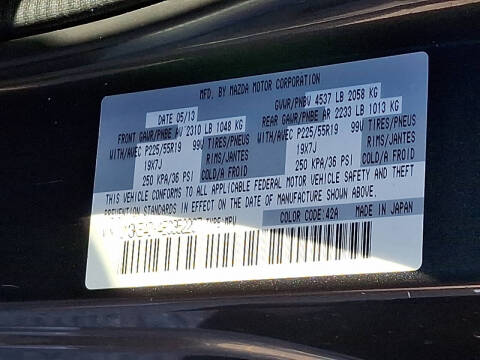 MFD. BY MAZDA MOTOR CORPORATION
DATE 05/13 GVWR/PNBV 4537 LB 2058 KG
FRONT GAWR/PNBE AV 2310 LB 1048 KG REAR GAWR/PNBE AR 2233 LB 1013 KG
WITH/AVEC P225/55R19 99V TIRES/PNEUS WITH/AVEC P225/55R19 99V TIRES/PNEUS
19X7J RIMS/JANTES 19X7J RIMS/JANTES
250 KPA/36 PSI COLD/A FROID 250 KPA/36 PSI COLD/A FROID
THIS VEHICLE CONFORMS TO ALL APPLICABLE FEDERAL MOTOR VEHICLE SAFETY AND THEFT
PREVENTION STANDARDS IN EFFECT ON THE DATE OF MANUFACTURE SHOWN ABOVE.
TYPE:MPV COLOR CODE:42A MADE IN JAPAN